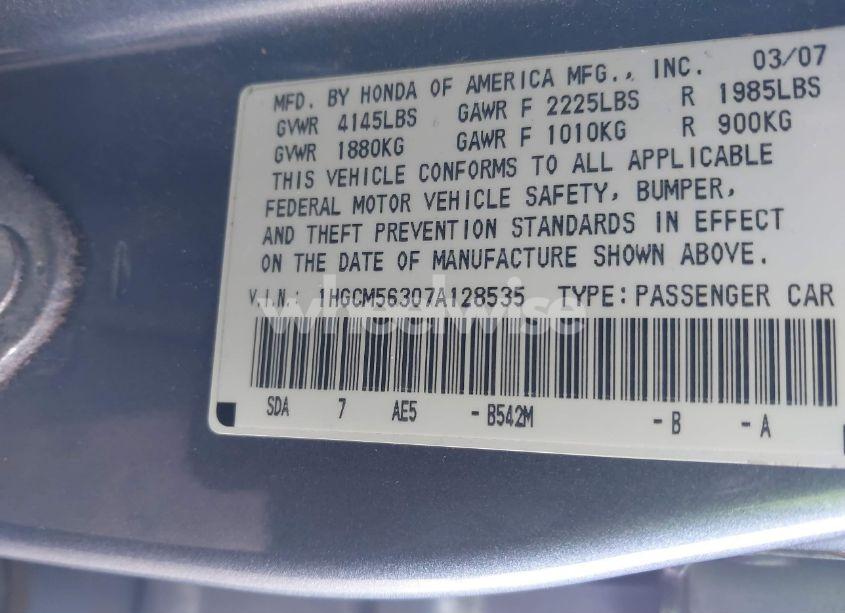 MFD. BY HONDA OF AMERICA MFG., INC. 03/07
GVWR 4145LBS GAWR F 2225LBS R 1985LBS
GVWR 1880KG GAWR F 1010KG R 900KG
THIS VEHICLE CONFORMS TO ALL APPLICABLE
FEDERAL MOTOR VEHICLE SAFETY, BUMPER,
AND THEFT PREVENTION STANDARDS IN EFFECT
ON THE DATE OF MANUFACTURE SHOWN ABOVE.
V.I.N.: 1HGCM56307A128535 TYPE: PASSENGER CAR
wheelwise
SDA 7 AE5 -B542M -B -A